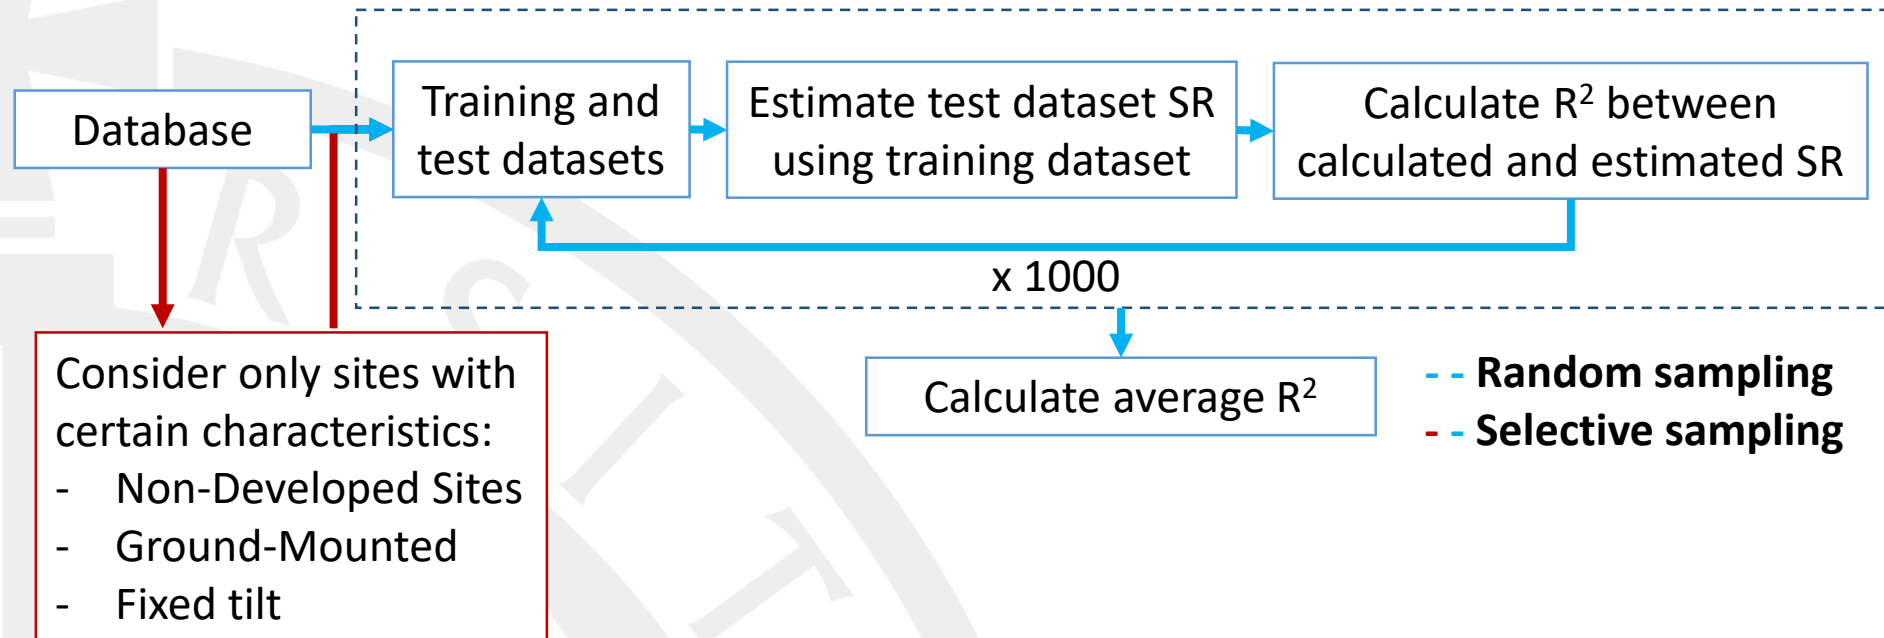 Database
Training and
test datasets
Estimate test dataset SR
using training dataset
Calculate R² between
calculated and estimated SR
x 1000
Calculate average R²
Consider only sites with
certain characteristics:
- Non-Developed Sites
- Ground-Mounted
- Fixed tilt
- - Random sampling
- - Selective sampling
R S I T